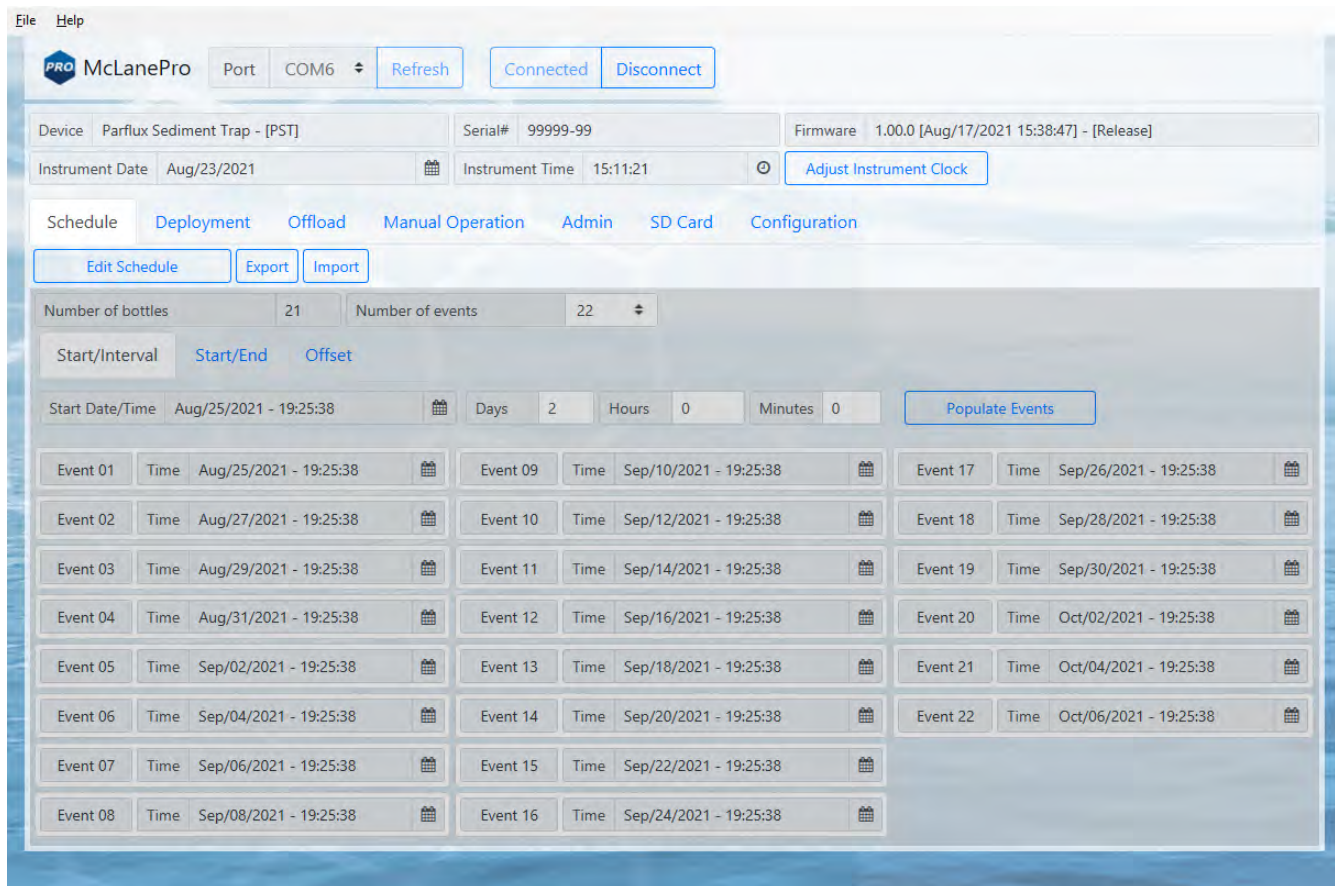 File Help
PRO McLanePro Port COM6 Refresh Connected Disconnect
Device Parflux Sediment Trap - [PST] Serial# 99999-99 Firmware 1.00.0 [Aug/17/2021 15:38:47] - [Release]
Instrument Date Aug/23/2021 Instrument Time 15:11:21 Adjust Instrument Clock
Schedule Deployment Offload Manual Operation Admin SD Card Configuration
Edit Schedule Export Import
Number of bottles 21 Number of events 22
Start/Interval Start/End Offset
Start Date/Time Aug/25/2021 - 19:25:38 Days 2 Hours 0 Minutes 0 Populate Events
Event 01 Time Aug/25/2021 - 19:25:38 Event 09 Time Sep/10/2021 - 19:25:38 Event 17 Time Sep/26/2021 - 19:25:38
Event 02 Time Aug/27/2021 - 19:25:38 Event 10 Time Sep/12/2021 - 19:25:38 Event 18 Time Sep/28/2021 - 19:25:38
Event 03 Time Aug/29/2021 - 19:25:38 Event 11 Time Sep/14/2021 - 19:25:38 Event 19 Time Sep/30/2021 - 19:25:38
Event 04 Time Aug/31/2021 - 19:25:38 Event 12 Time Sep/16/2021 - 19:25:38 Event 20 Time Oct/02/2021 - 19:25:38
Event 05 Time Sep/02/2021 - 19:25:38 Event 13 Time Sep/18/2021 - 19:25:38 Event 21 Time Oct/04/2021 - 19:25:38
Event 06 Time Sep/04/2021 - 19:25:38 Event 14 Time Sep/20/2021 - 19:25:38 Event 22 Time Oct/06/2021 - 19:25:38
Event 07 Time Sep/06/2021 - 19:25:38 Event 15 Time Sep/22/2021 - 19:25:38
Event 08 Time Sep/08/2021 - 19:25:38 Event 16 Time Sep/24/2021 - 19:25:38